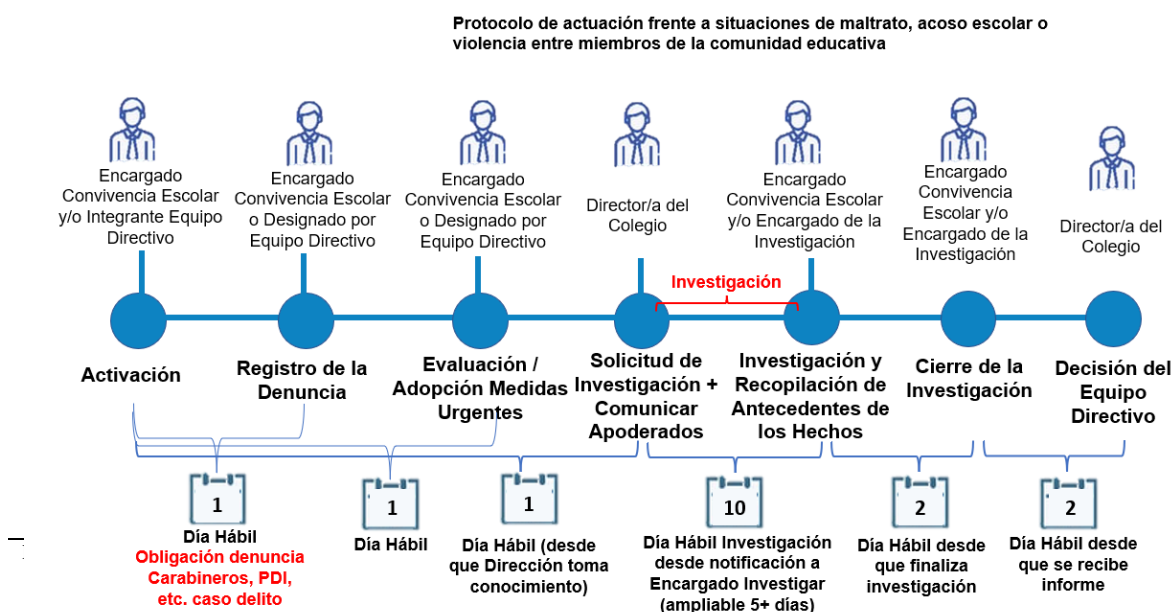 Protocolo de actuación frente a situaciones de maltrato, acoso escolar o
violencia entre miembros de la comunidad educativa
Encargado
Convivencia Escolar
y/o Integrante Equipo
Directivo
Encargado
Convivencia Escolar
o Designado por
Equipo Directivo
Encargado
Convivencia Escolar
o Designado por
Equipo Directivo
Director/a del
Colegio
Encargado
Convivencia Escolar
y/o Encargado de la
Investigación
Encargado
Convivencia
Escolar y/o
Encargado de la
Investigación
Director/a del
Colegio
Investigación
Activación
Registro de la
Denuncia
Evaluación /
Adopción Medidas
Urgentes
Solicitud de
Investigación +
Comunicar
Apoderados
Investigación y
Recopilación de
Antecedentes de
los Hechos
Cierre de la
Investigación
Decisión del
Equipo
Directivo
1
Día Hábil
Obligación denuncia
Carabineros, PDI,
etc. caso delito
1
Día Hábil
1
Día Hábil (desde
que Dirección toma
conocimiento)
10
Día Hábil Investigación
desde notificación a
Encargado Investigar
(ampliable 5+ días)
2
Día Hábil desde
que finaliza
investigación
2
Día Hábil desde
que se recibe
informe